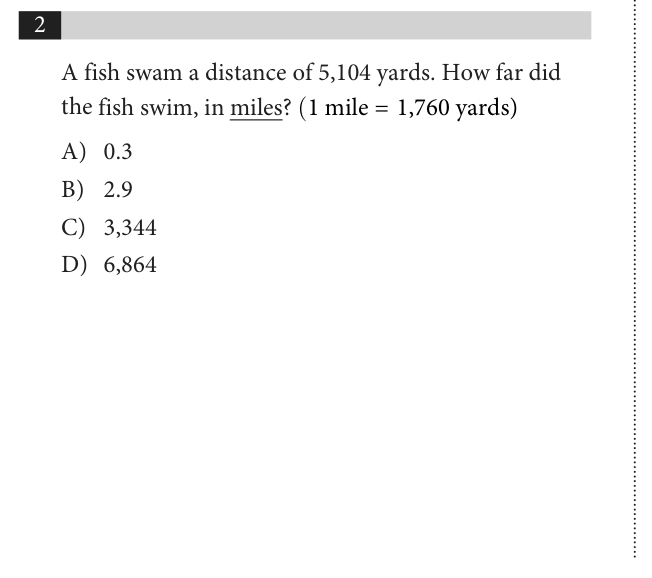 2
A fish swam a distance of 5,104 yards. How far did
the fish swim, in miles? (1 mile = 1,760 yards)
A) 0.3
B) 2.9
C) 3,344
D) 6,864